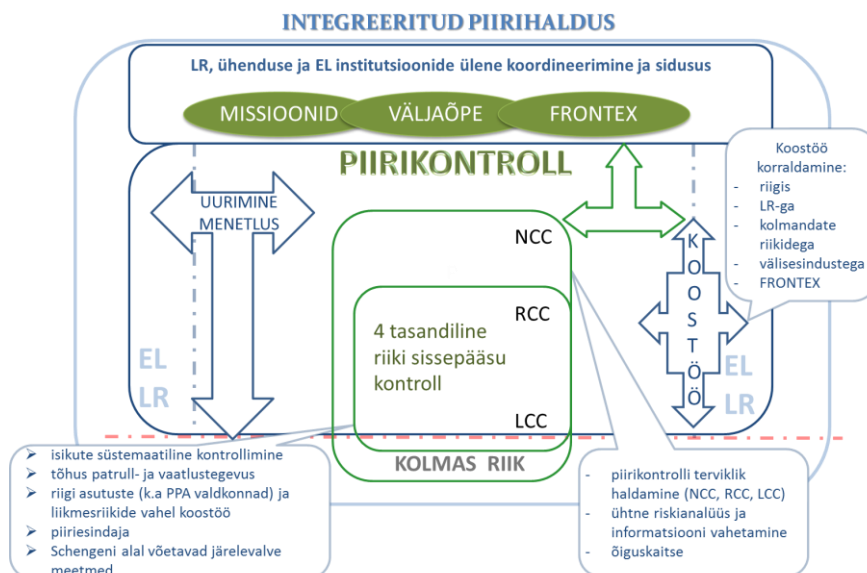 INTEGREERITUD PIIRIHALDUS
LR, ühenduse ja EL institutsioonide ülene koordineerimine ja sidusus
MISSIOONID
VÄLJAÕPE
FRONTEX
PIIRIKONTROLL
UURIMINE
MENETLUS
Koostöö
korraldamine:
- riigis
- LR-ga
- kolmandate
riikidega
- välisesindustega
- FRONTEX
NCC
RCC
4 tasandiline
riiki sissepääsu
kontroll
LCC
KOOSTÖÖ
EL
LR
EL
LR
KOLMAS RIIK
isikute süstemaatiline kontrollimine
tõhus patrull- ja vaatlustegevus
riigi asutuste (k.a PPA valdkonnad) ja
liikmesriikide vahel koostöö
piiriesindaja
Schengeni alal võetavad järelevalve
meetmed
- piirikontrolli terviklik
haldamine (NCC, RCC, LCC)
- ühtne riskianalüüs ja
informatsiooni vahetamine
- õiguskaitse